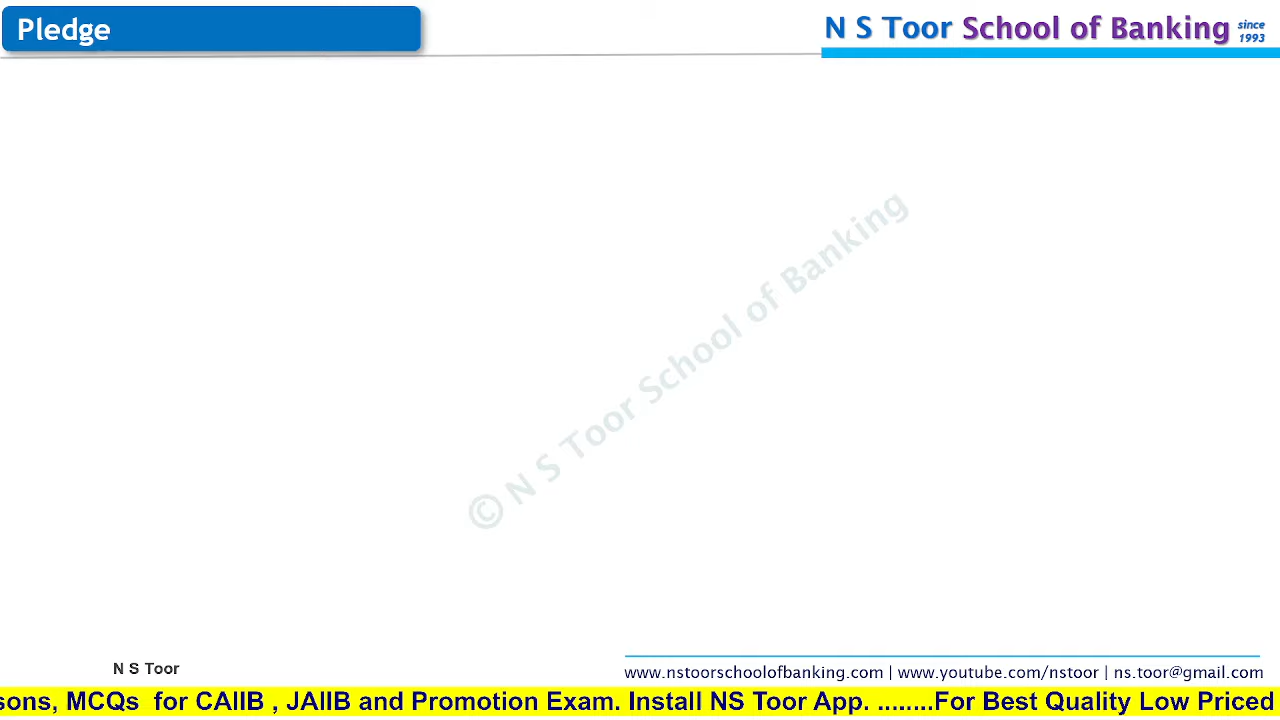 Pledge
N S Toor School of Banking since 1993
© N S Toor School of Banking
N S Toor
www.nstoorschoolofbanking.com | www.youtube.com/nstoor | ns.toor@gmail.com
sons, MCQs for CAIIB , JAIIB and Promotion Exam. Install NS Toor App. ........For Best Quality Low Priced